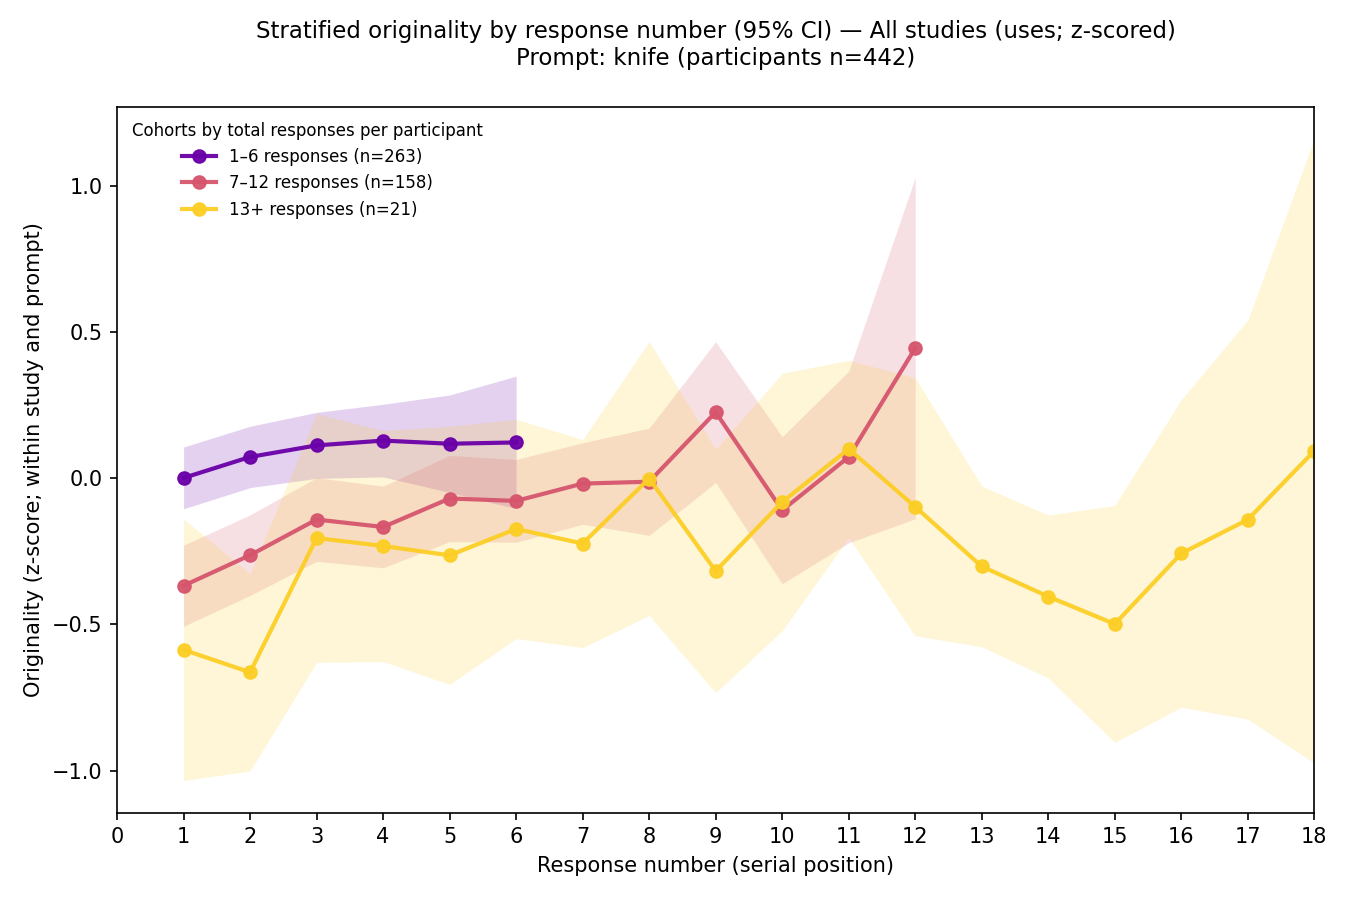 Stratified originality by response number (95% CI) — All studies (uses; z-scored)
Prompt: knife (participants n=442)
Cohorts by total responses per participant
1–6 responses (n=263)
7–12 responses (n=158)
13+ responses (n=21)
Originality (z-score; within study and prompt)
1.0
0.5
0.0
−0.5
−1.0
0 1 2 3 4 5 6 7 8 9 10 11 12 13 14 15 16 17 18
Response number (serial position)